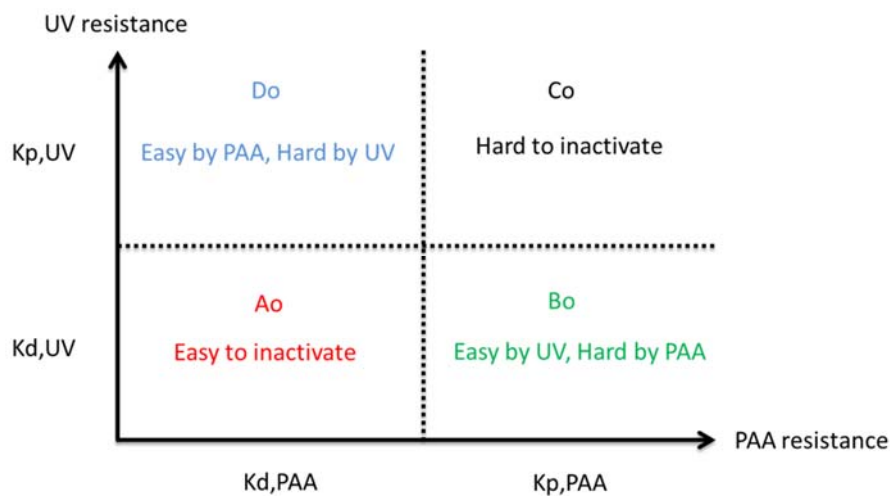 UV resistance
Do
Co
Kp,UV
Easy by PAA, Hard by UV
Hard to inactivate
Ao
Bo
Kd,UV
Easy to inactivate
Easy by UV, Hard by PAA
PAA resistance
Kd,PAA
Kp,PAA